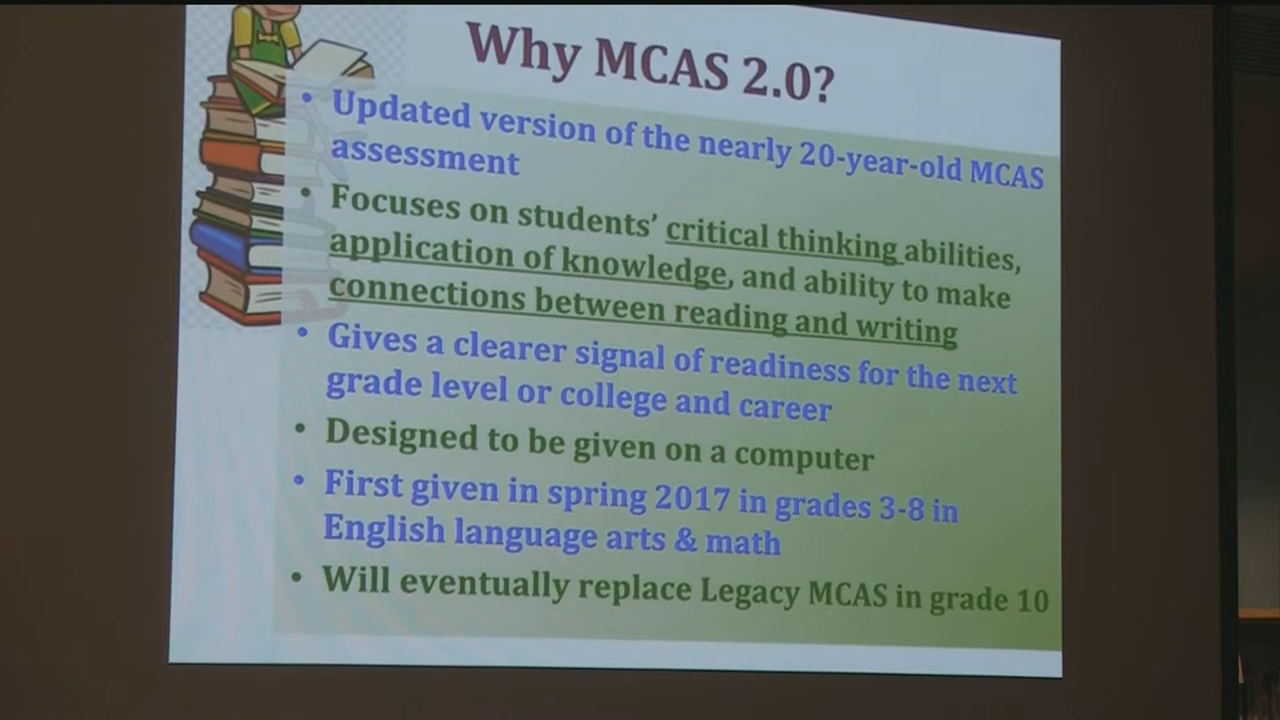 Why MCAS 2.0?
• Updated version of the nearly 20-year-old MCAS
assessment
• Focuses on students’ critical thinking abilities,
application of knowledge, and ability to make
connections between reading and writing
• Gives a clearer signal of readiness for the next
grade level or college and career
• Designed to be given on a computer
• First given in spring 2017 in grades 3-8 in
English language arts & math
• Will eventually replace Legacy MCAS in grade 10